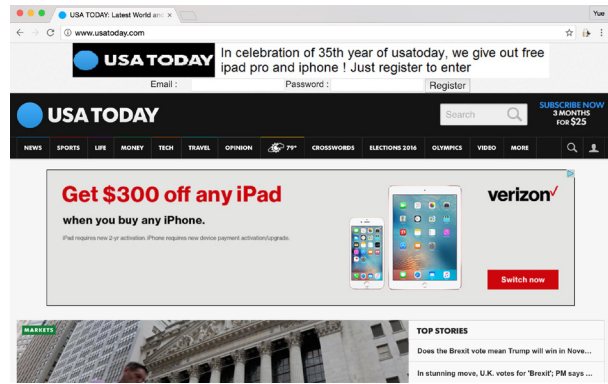 USA TODAY: Latest World and
Yue
www.usatoday.com
USA TODAY
In celebration of 35th year of usatoday, we give out free
ipad pro and iphone ! Just register to enter
Email : Password : Register
USA TODAY
Search
SUBSCRIBE NOW
3 MONTHS
FOR $25
NEWS SPORTS LIFE MONEY TECH TRAVEL OPINION 79° CROSSWORDS ELECTIONS 2016 OLYMPICS VIDEO MORE
Get $300 off any iPad
when you buy any iPhone.
iPad requires new 2-yr activation. iPhone requires new device payment activation/upgrade.
verizon
Switch now
MARKETS
TOP STORIES
Does the Brexit vote mean Trump will win in Nove...
In stunning move, U.K. votes for 'Brexit'; PM says ...